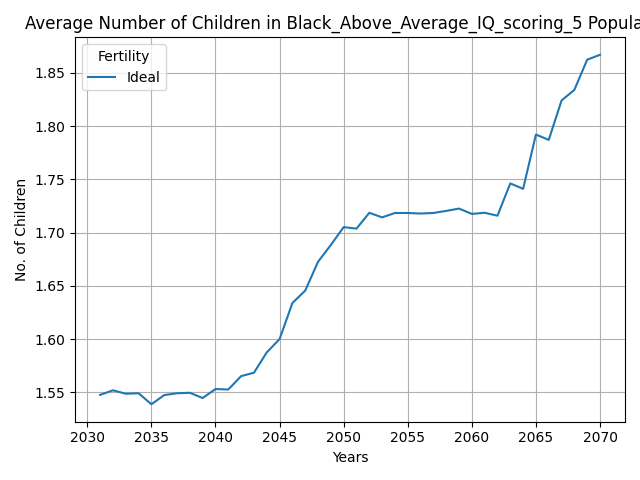 Average Number of Children in Black_Above_Average_IQ_scoring_5 Popula
Fertility
Ideal
1.85
1.80
1.75
1.70
1.65
1.60
1.55
No. of Children
2030 2035 2040 2045 2050 2055 2060 2065 2070
Years